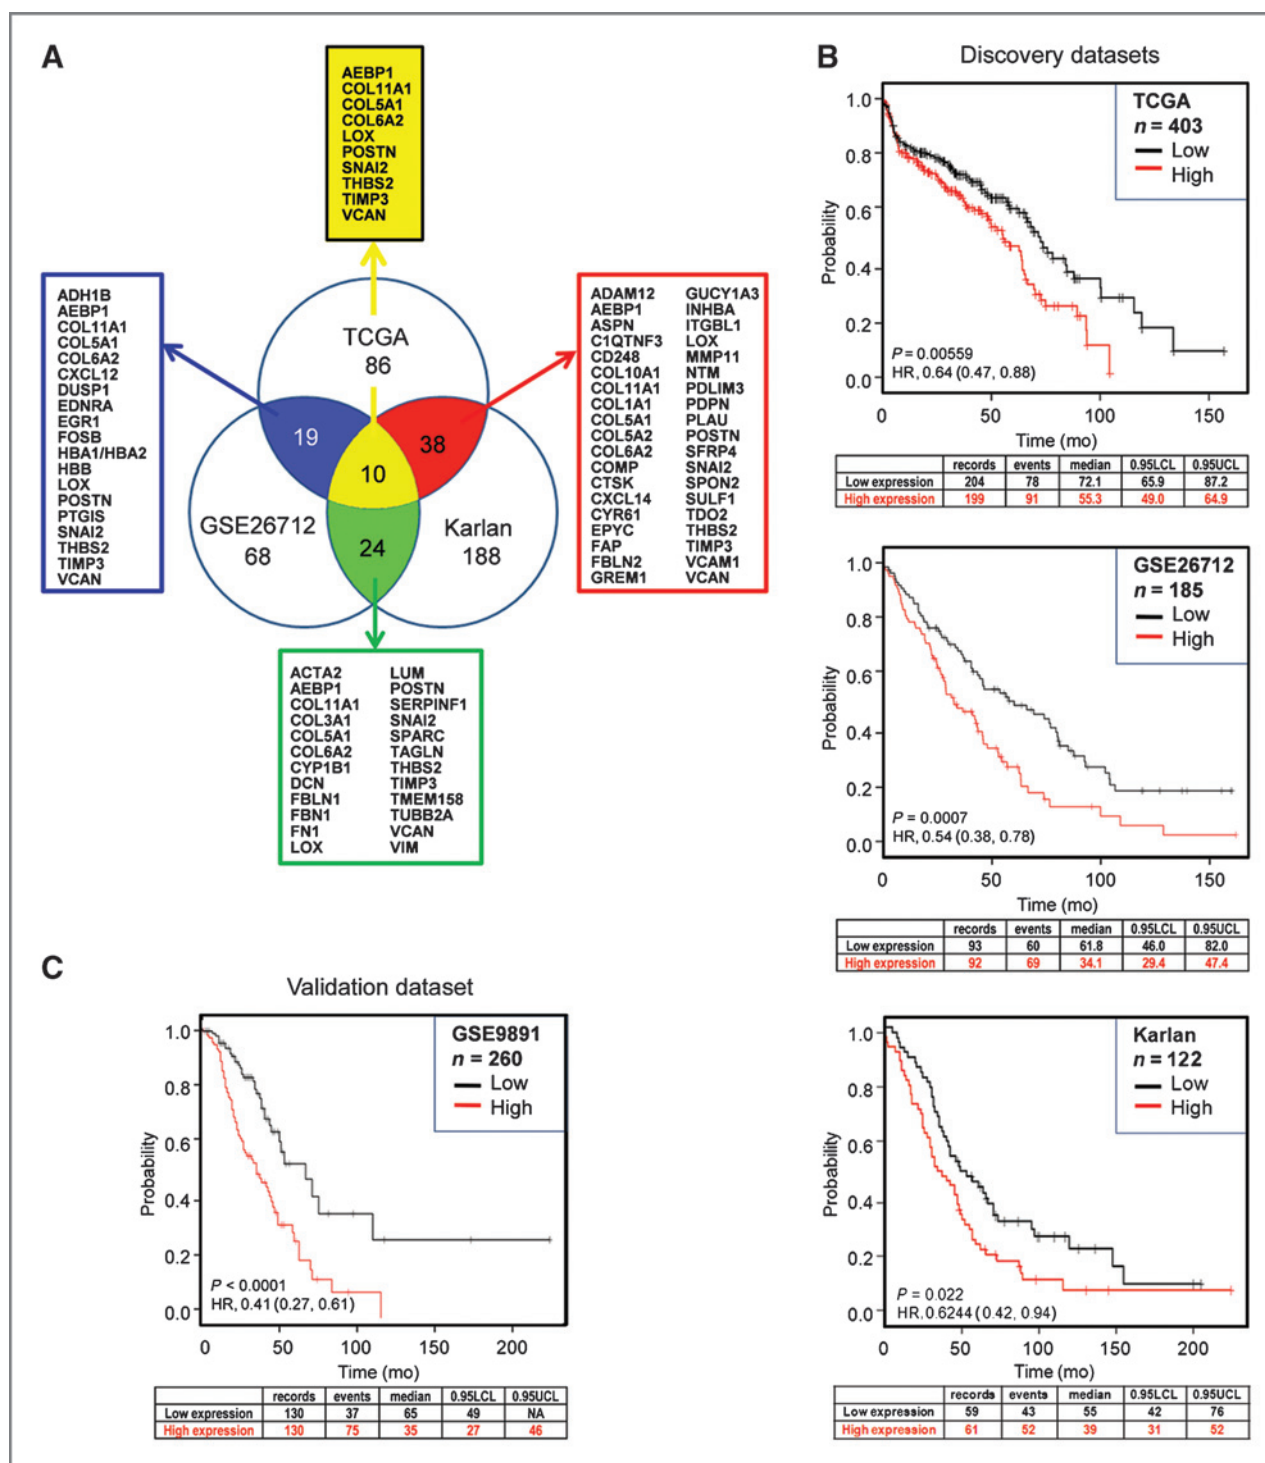 A
AEBP1
COL11A1
COL5A1
COL6A2
LOX
POSTN
SNAI2
THBS2
TIMP3
VCAN
ADH1B
AEBP1
COL11A1
COL5A1
COL6A2
CXCL12
DUSP1
EDNRA
EGR1
FOSB
HBA1/HBA2
HBB
LOX
POSTN
PTGIS
SNAI2
THBS2
TIMP3
VCAN
TCGA
86
19
38
10
GSE26712
68
24
Karlan
188
ADAM12 GUCY1A3
AEBP1 INHBA
ASPN ITGBL1
C1QTNF3 LOX
CD248 MMP11
COL10A1 NTM
COL11A1 PDLIM3
COL1A1 PDPN
COL5A1 PLAU
COL5A2 POSTN
COL6A2 SFRP4
COMP SNAI2
CTSK SPON2
CXCL14 SULF1
CYR61 TDO2
EPYC THBS2
FAP TIMP3
FBLN2 VCAM1
GREM1 VCAN
ACTA2 LUM
AEBP1 POSTN
COL11A1 SERPINF1
COL3A1 SNAI2
COL5A1 SPARC
COL6A2 TAGLN
CYP1B1 THBS2
DCN TIMP3
FBLN1 TMEM158
FBN1 TUBB2A
FN1 VCAN
LOX VIM
B
Discovery datasets
TCGA
n = 403
Low
High
Probability
1.0
0.8
0.6
0.4
0.2
0.0
P = 0.00559
HR, 0.64 (0.47, 0.88)
0 50 100 150
Time (mo)
records events median 0.95LCL 0.95UCL
Low expression 204 78 72.1 65.9 87.2
High expression 199 91 55.3 49.0 64.9
GSE26712
n = 185
Low
High
Probability
1.0
0.8
0.6
0.4
0.2
0.0
P = 0.0007
HR, 0.54 (0.38, 0.78)
0 50 100 150
Time (mo)
records events median 0.95LCL 0.95UCL
Low expression 93 60 61.8 46.0 82.0
High expression 92 69 34.1 29.4 47.4
Karlan
n = 122
Low
High
Probability
1.0
0.8
0.6
0.4
0.2
0.0
P = 0.022
HR, 0.6244 (0.42, 0.94)
0 50 100 150 200
Time (mo)
records events median 0.95LCL 0.95UCL
Low expression 59 43 55 42 76
High expression 61 52 39 31 52
C
Validation dataset
GSE9891
n = 260
Low
High
Probability
1.0
0.8
0.6
0.4
0.2
0.0
P < 0.0001
HR, 0.41 (0.27, 0.61)
0 50 100 150 200
Time (mo)
records events median 0.95LCL 0.95UCL
Low expression 130 37 65 49 NA
High expression 130 75 35 27 46